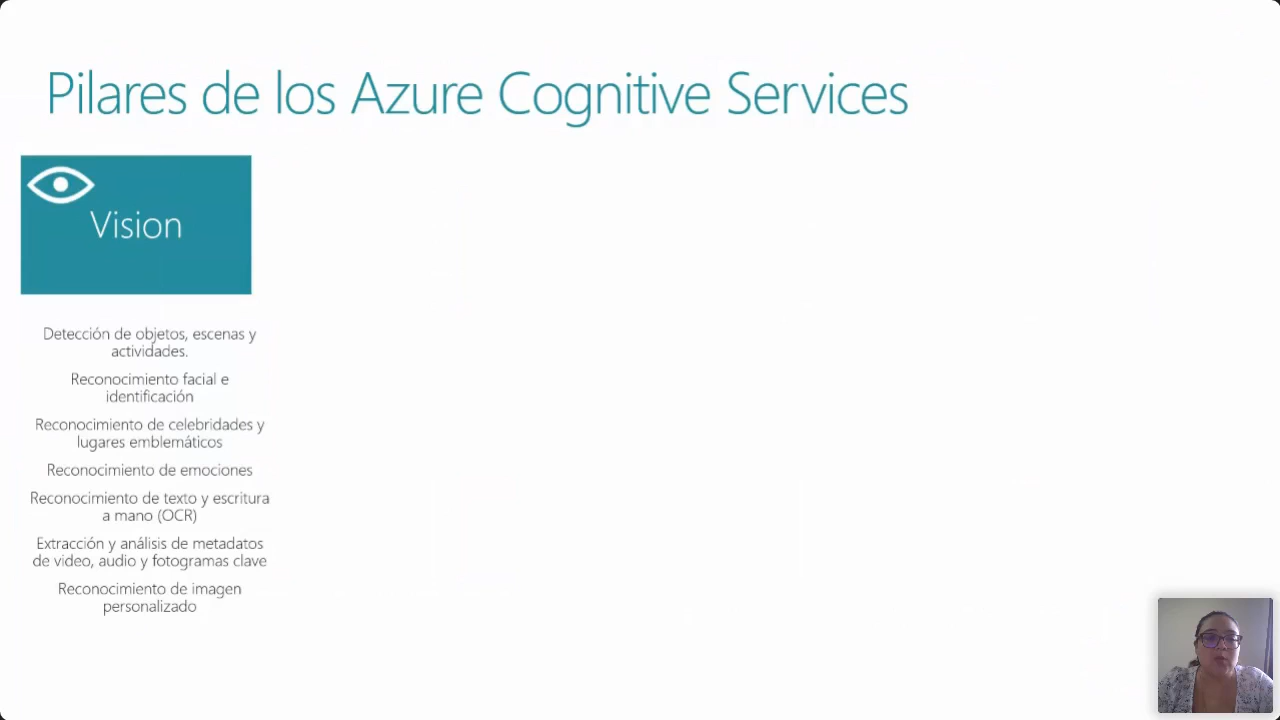 Pilares de los Azure Cognitive Services
Vision
Detección de objetos, escenas y
actividades.
Reconocimiento facial e
identificación
Reconocimiento de celebridades y
lugares emblemáticos
Reconocimiento de emociones
Reconocimiento de texto y escritura
a mano (OCR)
Extracción y análisis de metadatos
de video, audio y fotogramas clave
Reconocimiento de imagen
personalizado